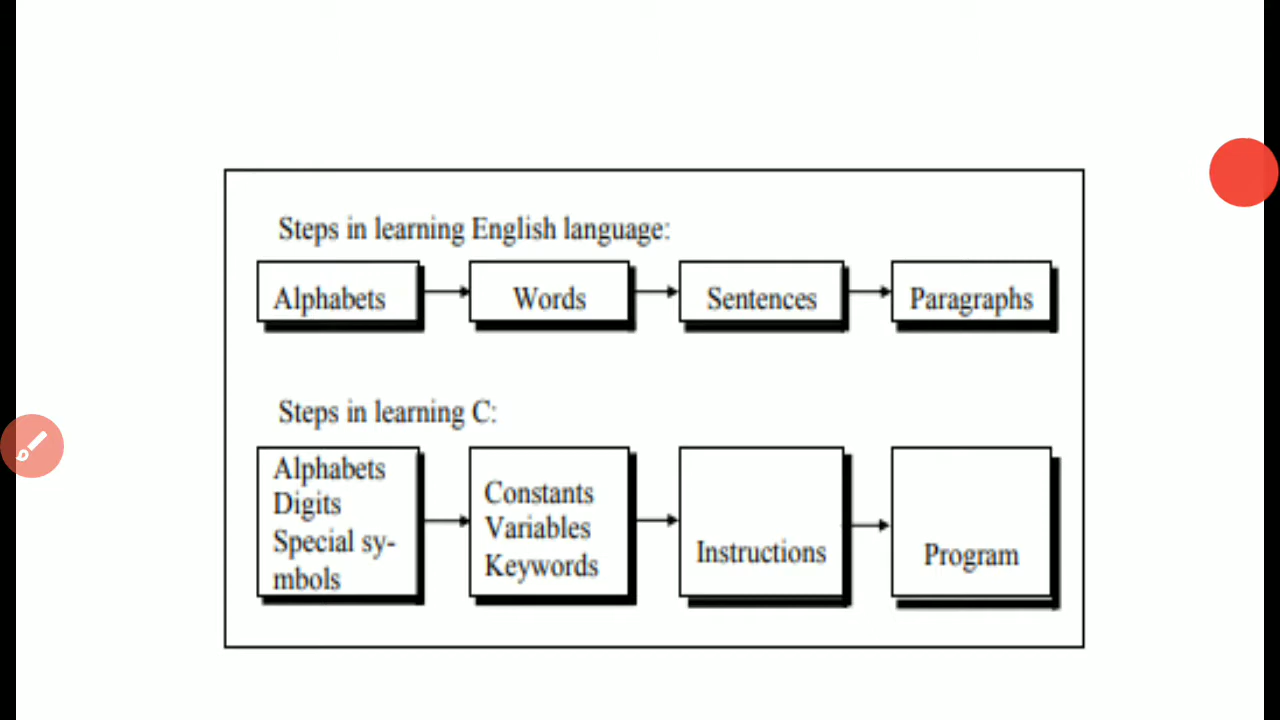 Steps in learning English language:
Alphabets
Words
Sentences
Paragraphs
Steps in learning C:
Alphabets
Digits
Special sy-
mbols
Constants
Variables
Keywords
Instructions
Program